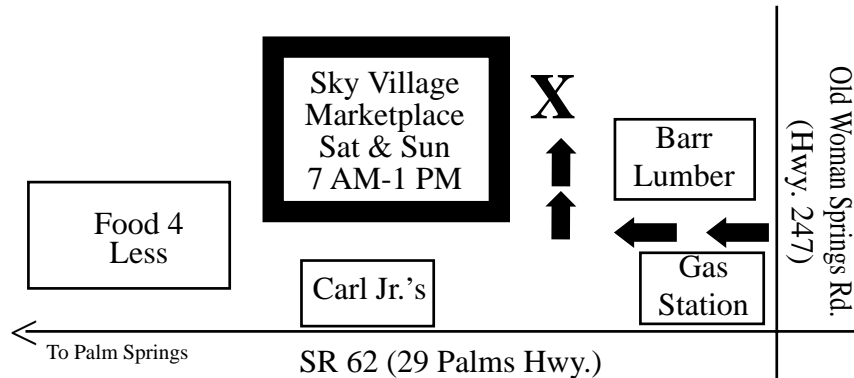 Sky Village
Marketplace
Sat & Sun
7 AM-1 PM
X
Barr
Lumber
Old Woman Springs Rd.
(Hwy. 247)
Food 4
Less
Carl Jr.'s
Gas
Station
To Palm Springs
SR 62 (29 Palms Hwy.)